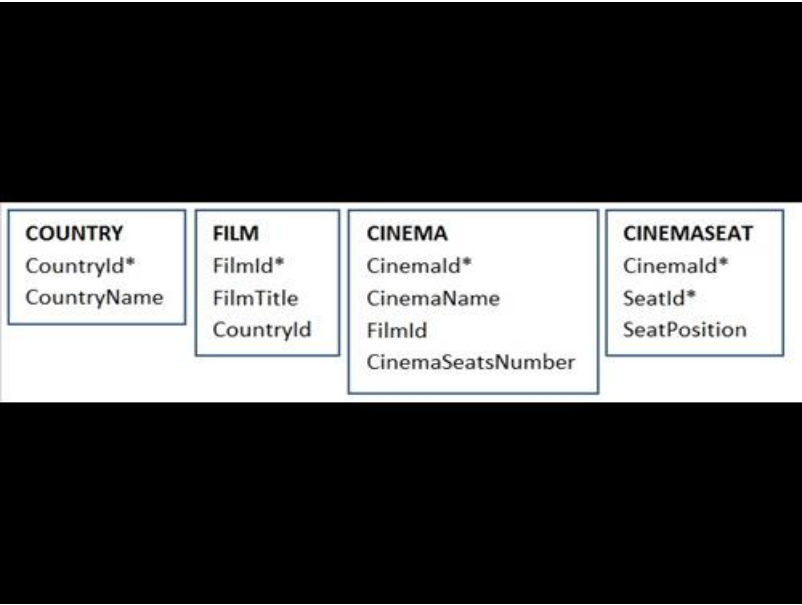 COUNTRY
CountryId*
CountryName
FILM
FilmId*
FilmTitle
CountryId
CINEMA
CinemaId*
CinemaName
FilmId
CinemaSeatsNumber
CINEMASEAT
CinemaId*
SeatId*
SeatPosition